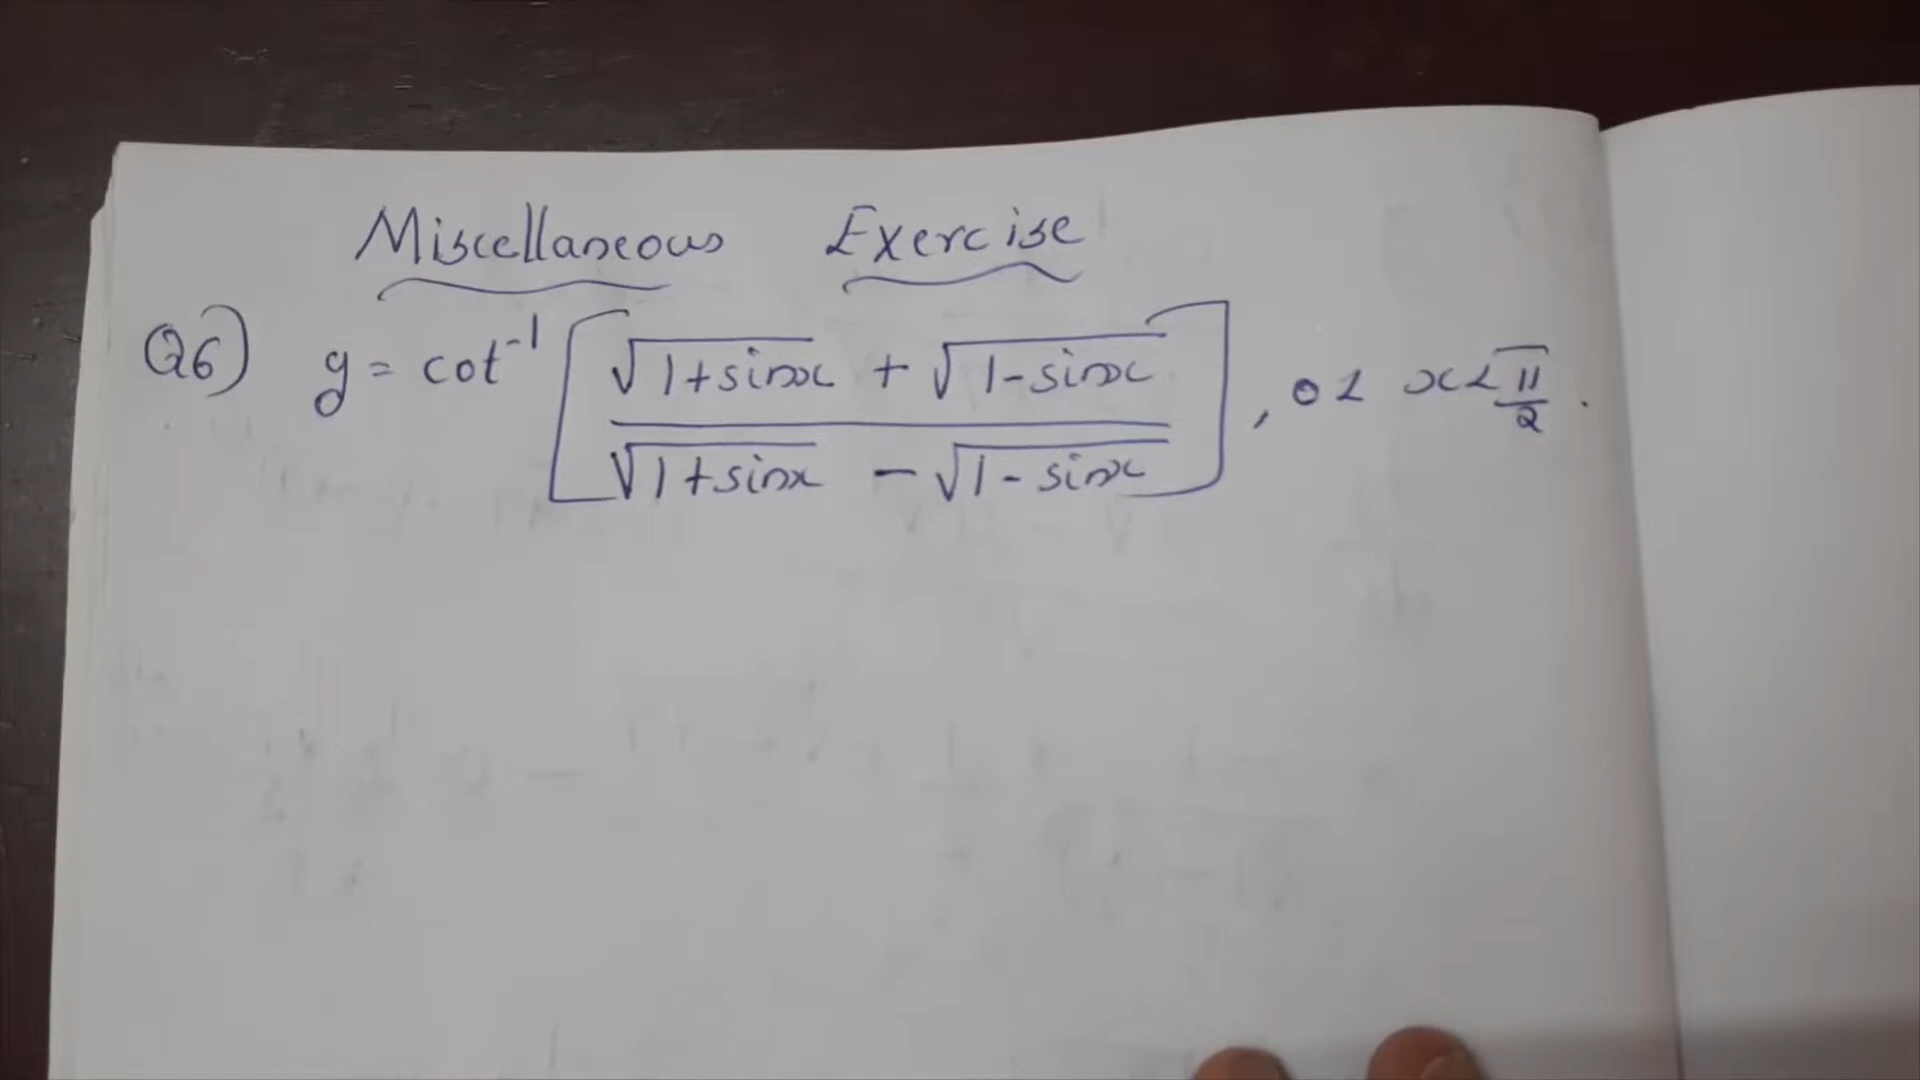 Miscellaneous Exercise
Q6) y = cot⁻¹ [ (√1+sinx + √1-sinx) / (√1+sinx - √1-sinx) ] , 0 < x < π/2 .